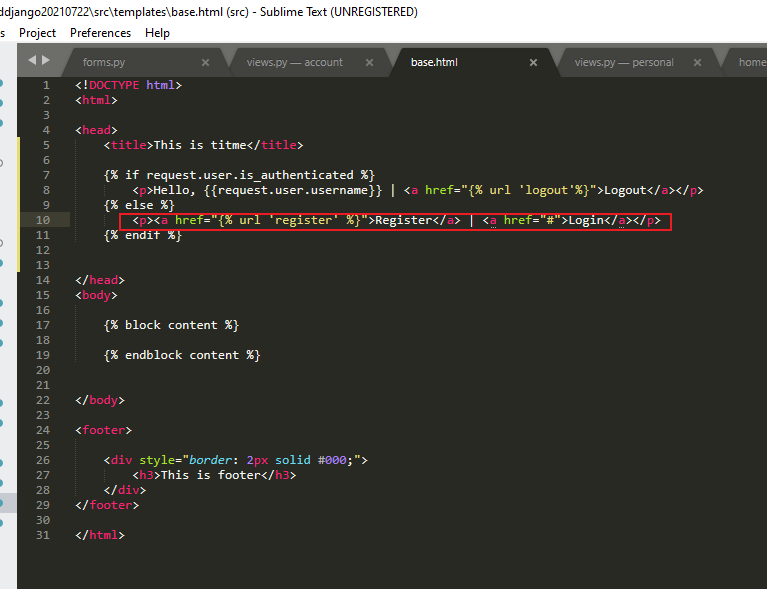 ddjango20210722\src\templates\base.html (src) - Sublime Text (UNREGISTERED)
s Project Preferences Help
forms.py × views.py — account × base.html × views.py — personal × home
1 <!DOCTYPE html>
2 <html>
3
4 <head>
5 <title>This is titme</title>
6
7 {% if request.user.is_authenticated %}
8 <p>Hello, {{request.user.username}} | <a href="{% url 'logout'%}">Logout</a></p>
9 {% else %}
10 <p><a href="{% url 'register' %}">Register</a> | <a href="#">Login</a></p>
11 {% endif %}
12
13
14 </head>
15 <body>
16
17 {% block content %}
18
19 {% endblock content %}
20
21
22 </body>
23
24 <footer>
25
26 <div style="border: 2px solid #000;">
27 <h3>This is footer</h3>
28 </div>
29 </footer>
30
31 </html>